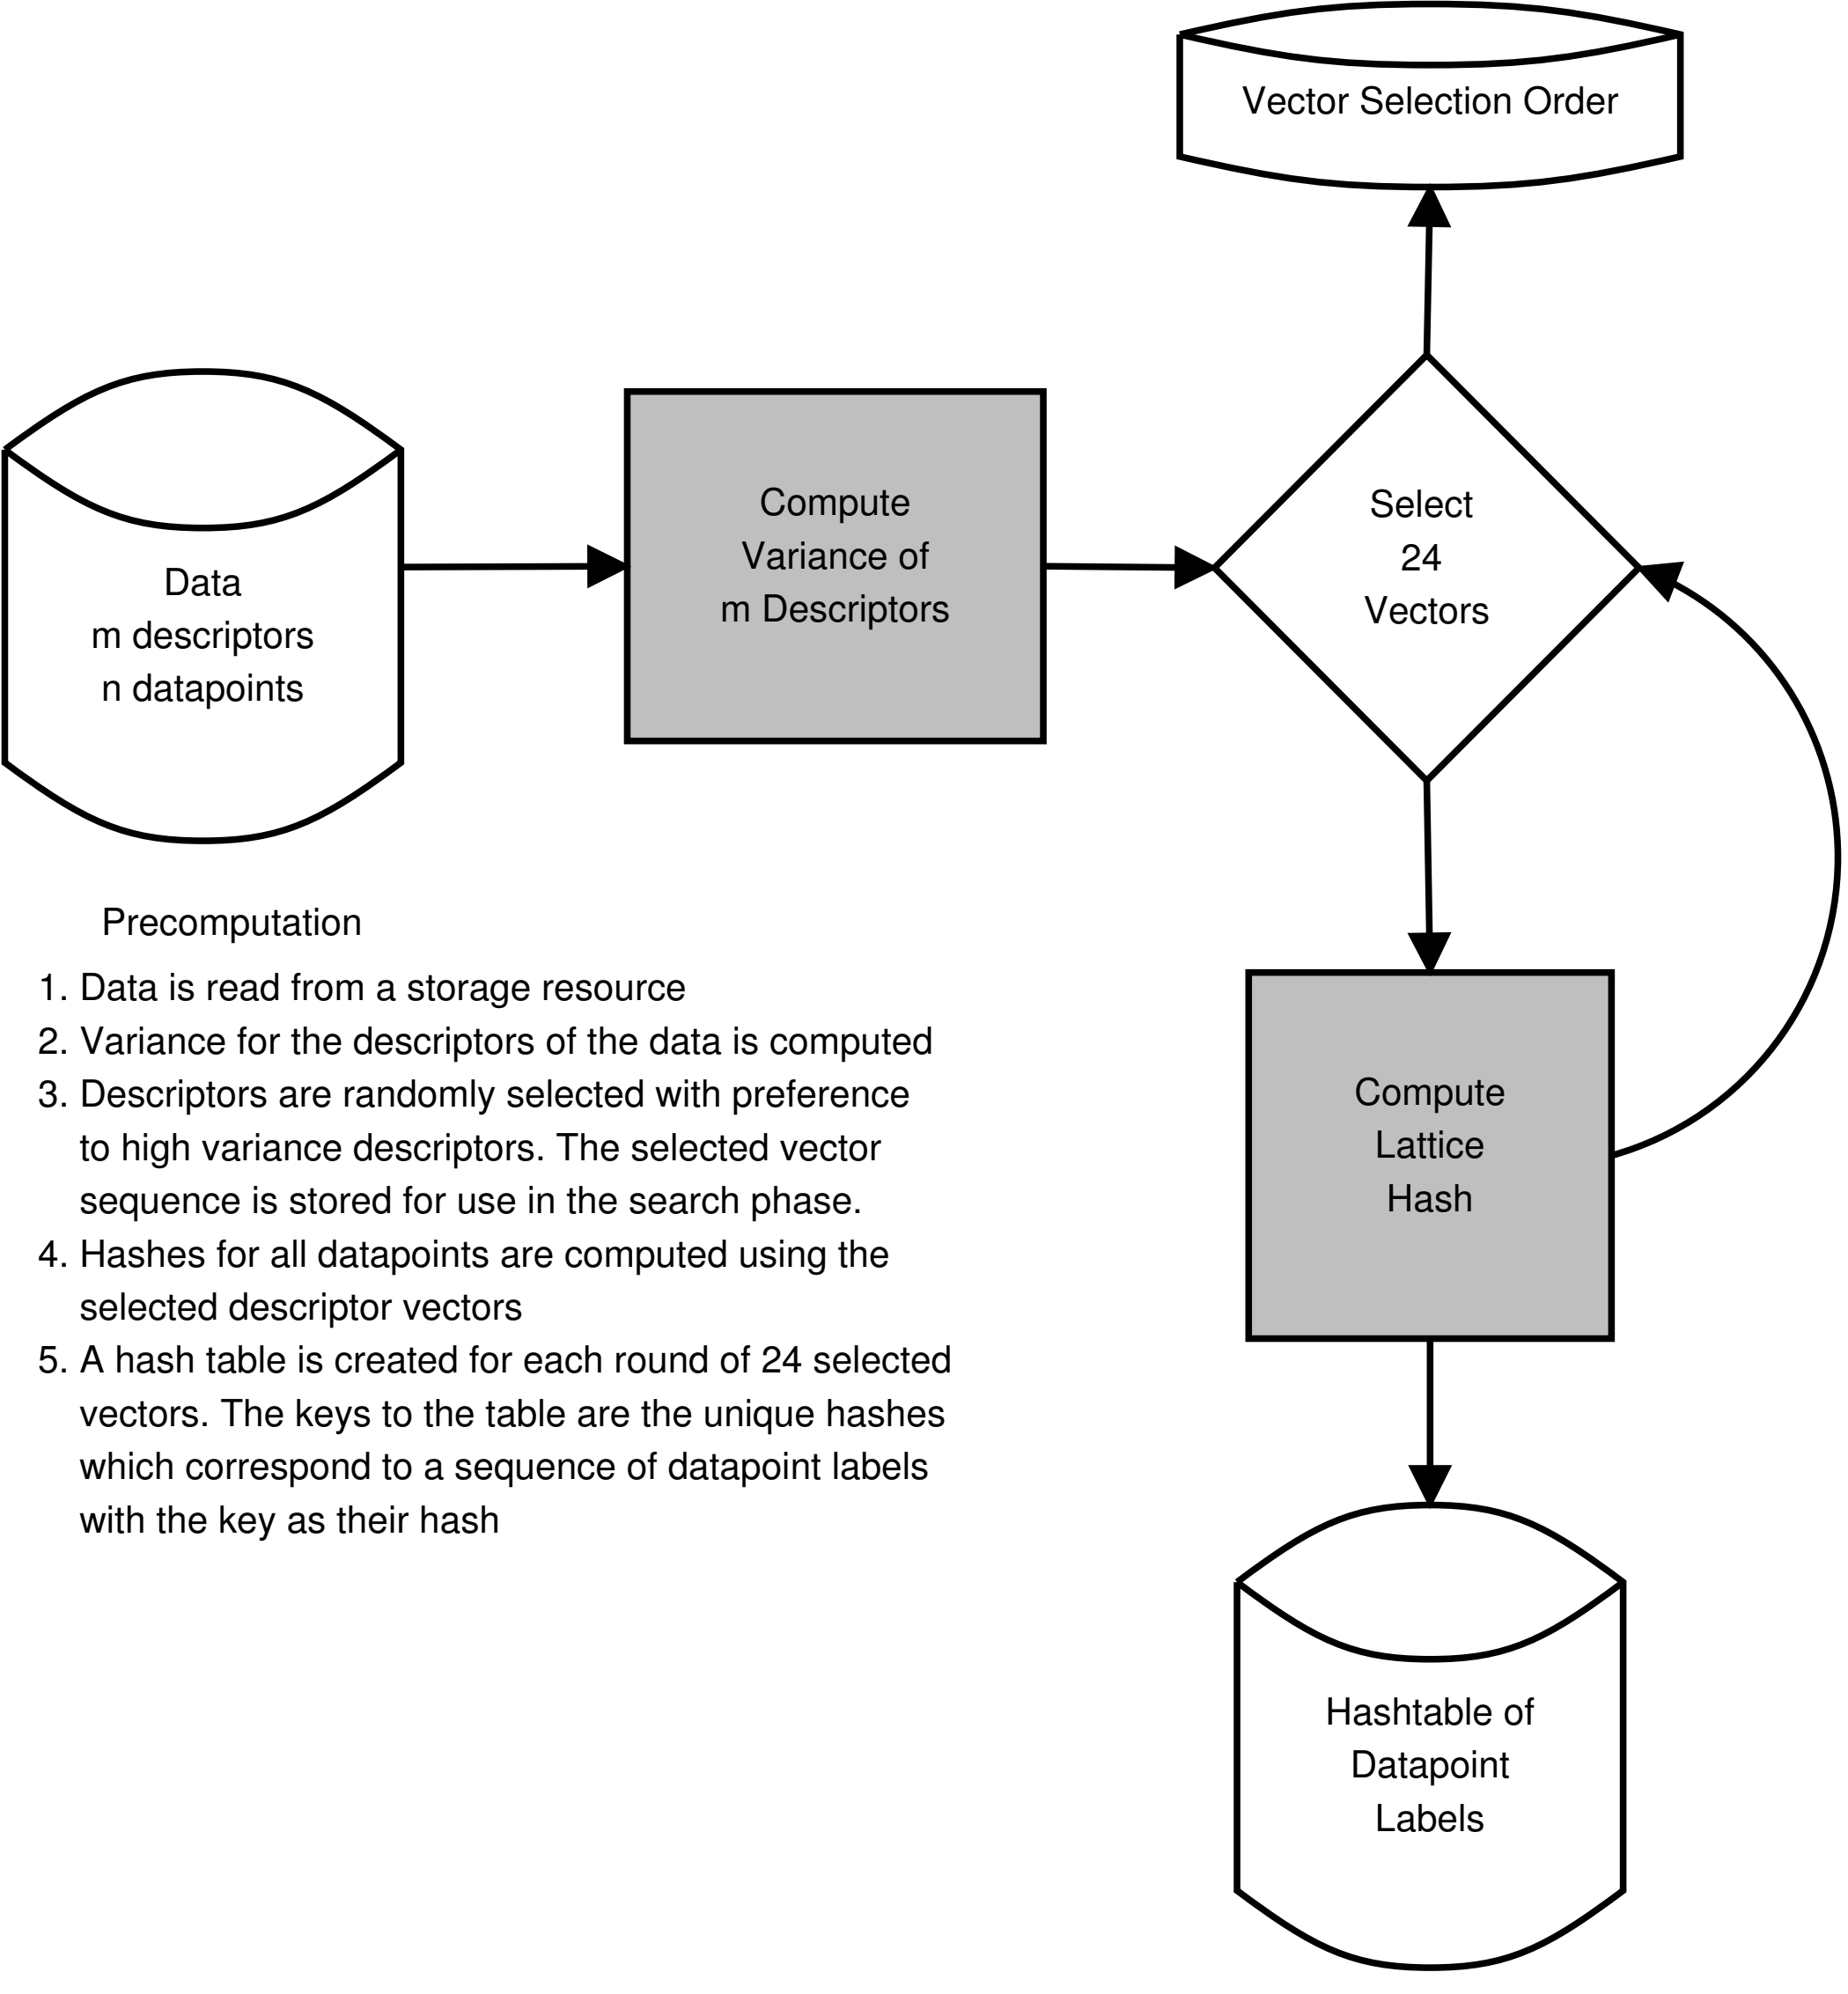 Vector Selection Order
Data
m descriptors
n datapoints
Compute
Variance of
m Descriptors
Select
24
Vectors
Precomputation
1. Data is read from a storage resource
2. Variance for the descriptors of the data is computed
3. Descriptors are randomly selected with preference
to high variance descriptors. The selected vector
sequence is stored for use in the search phase.
4. Hashes for all datapoints are computed using the
selected descriptor vectors
5. A hash table is created for each round of 24 selected
vectors. The keys to the table are the unique hashes
which correspond to a sequence of datapoint labels
with the key as their hash
Compute
Lattice
Hash
Hashtable of
Datapoint
Labels